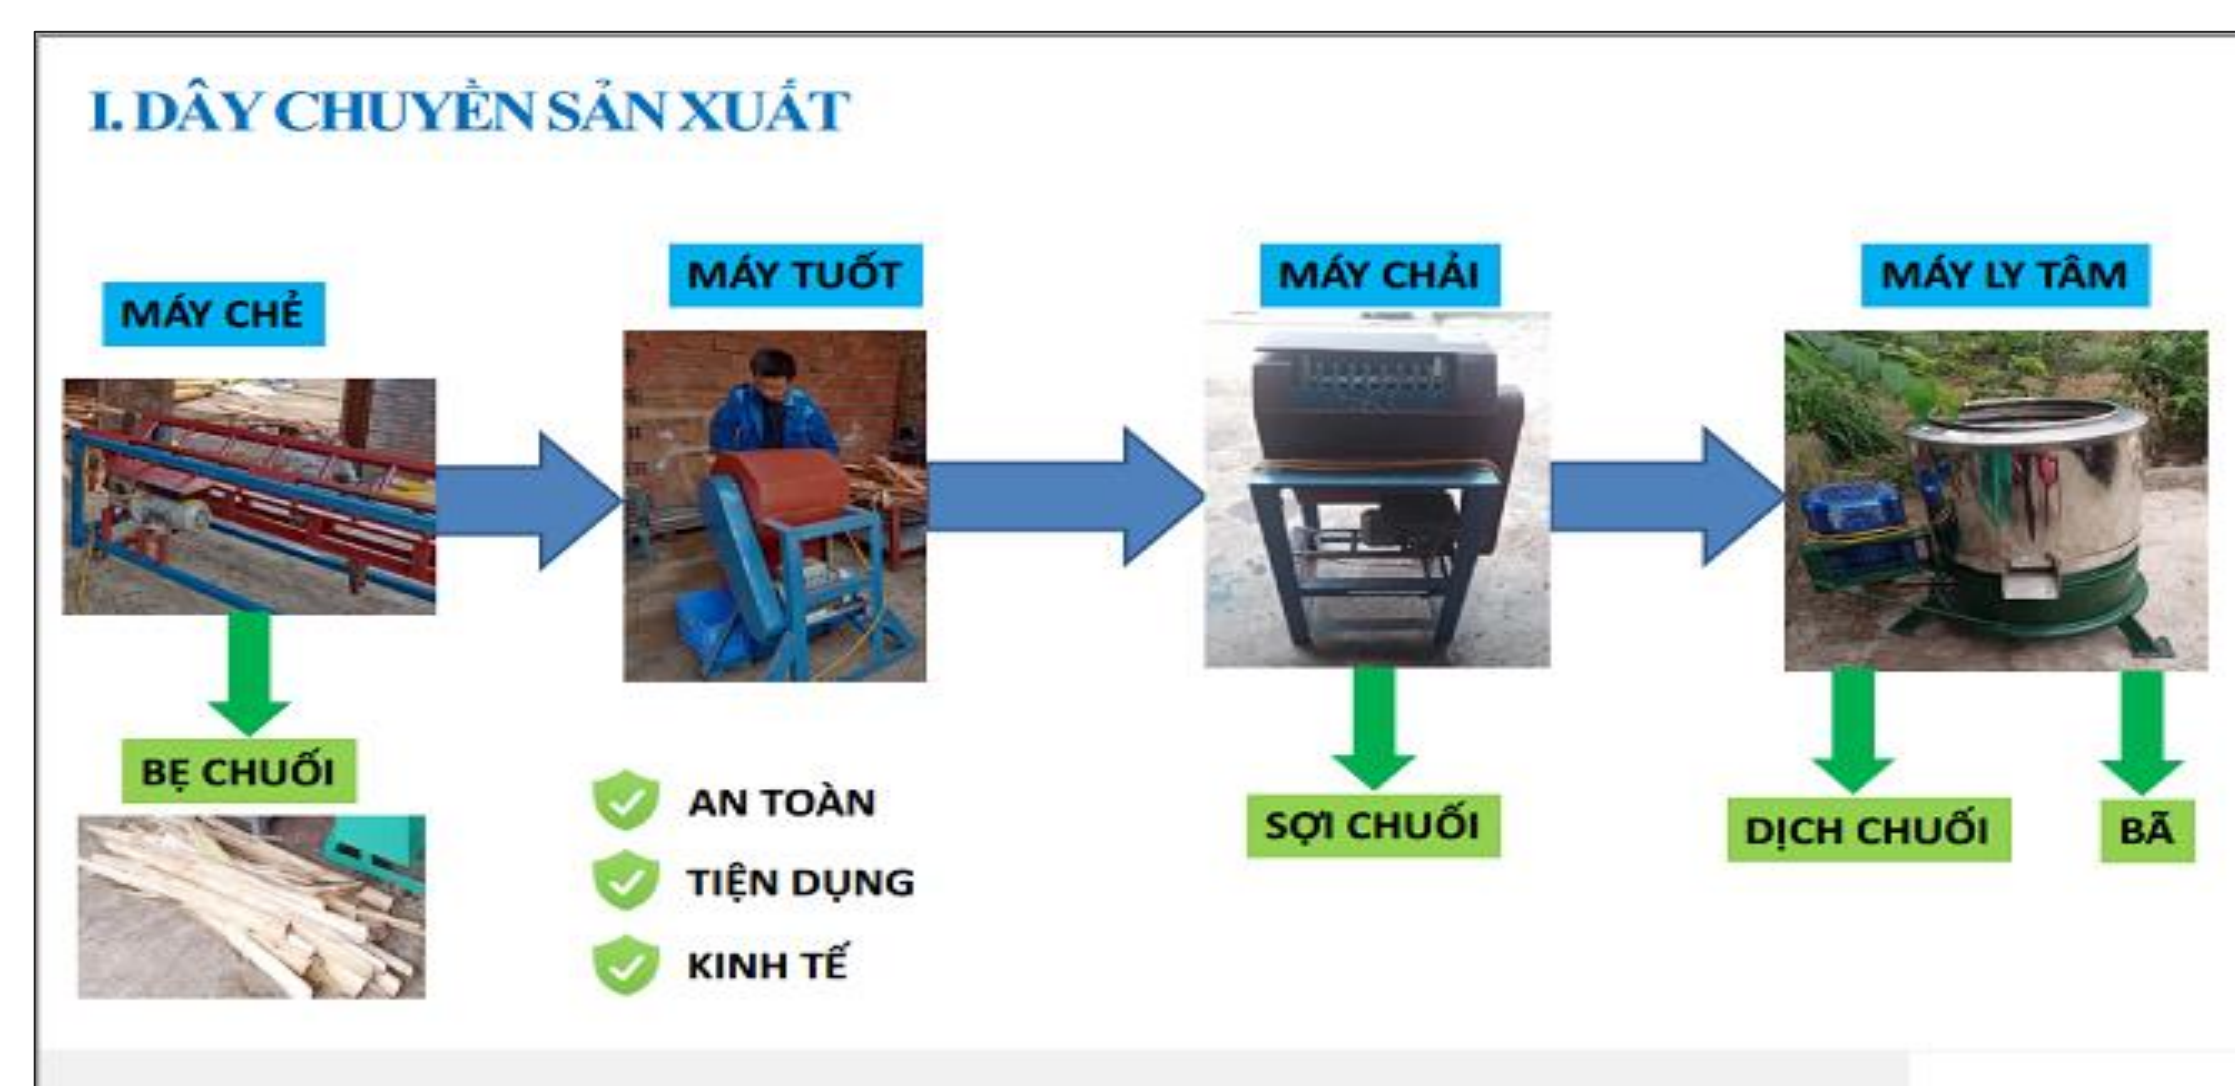 I. DÂY CHUYỀN SẢN XUẤT
MÁY CHẺ
MÁY TUỐT
MÁY CHẢI
MÁY LY TÂM
BẸ CHUỐI
AN TOÀN
TIỆN DỤNG
KINH TẾ
SỢI CHUỐI
DỊCH CHUỐI
BÃ